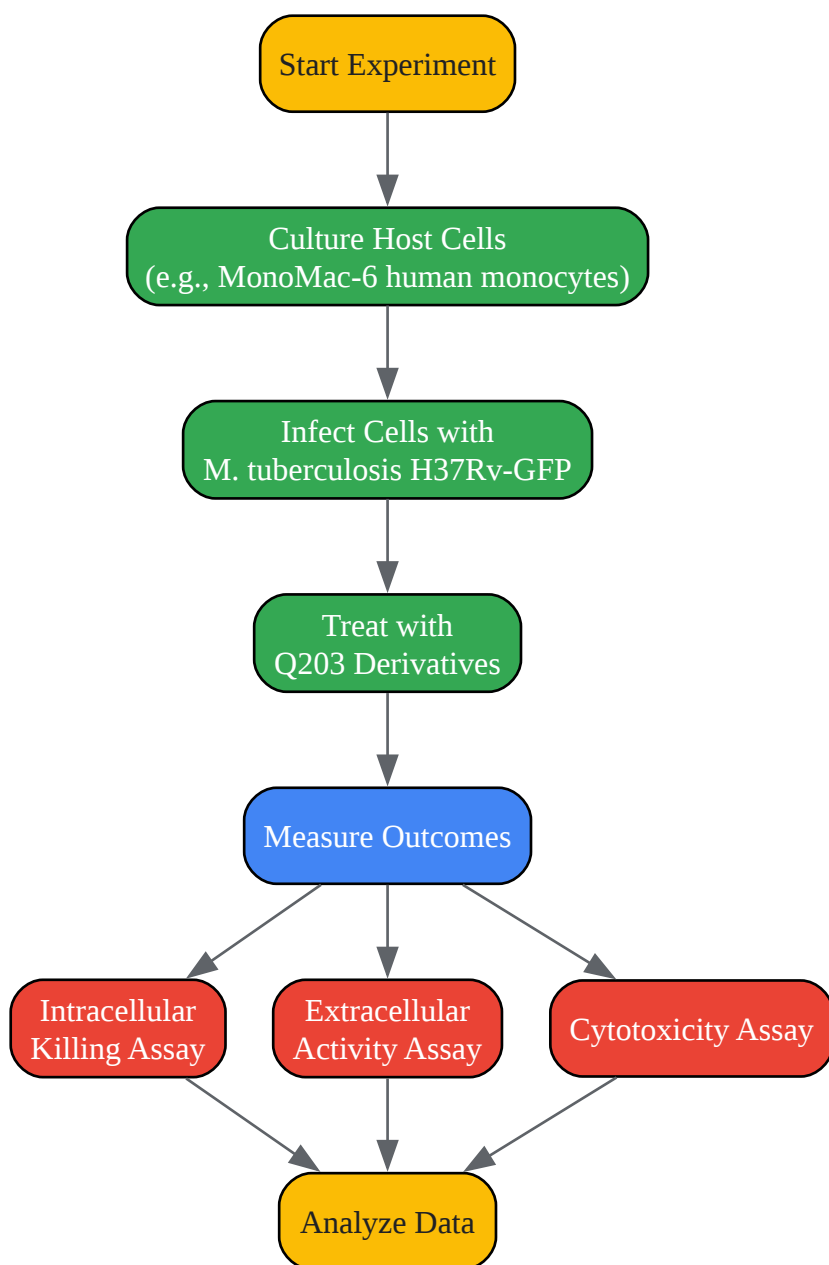 Start Experiment
Culture Host Cells
(e.g., MonoMac-6 human monocytes)
Infect Cells with
M. tuberculosis H37Rv-GFP
Treat with
Q203 Derivatives
Measure Outcomes
Intracellular
Killing Assay
Extracellular
Activity Assay
Cytotoxicity Assay
Analyze Data